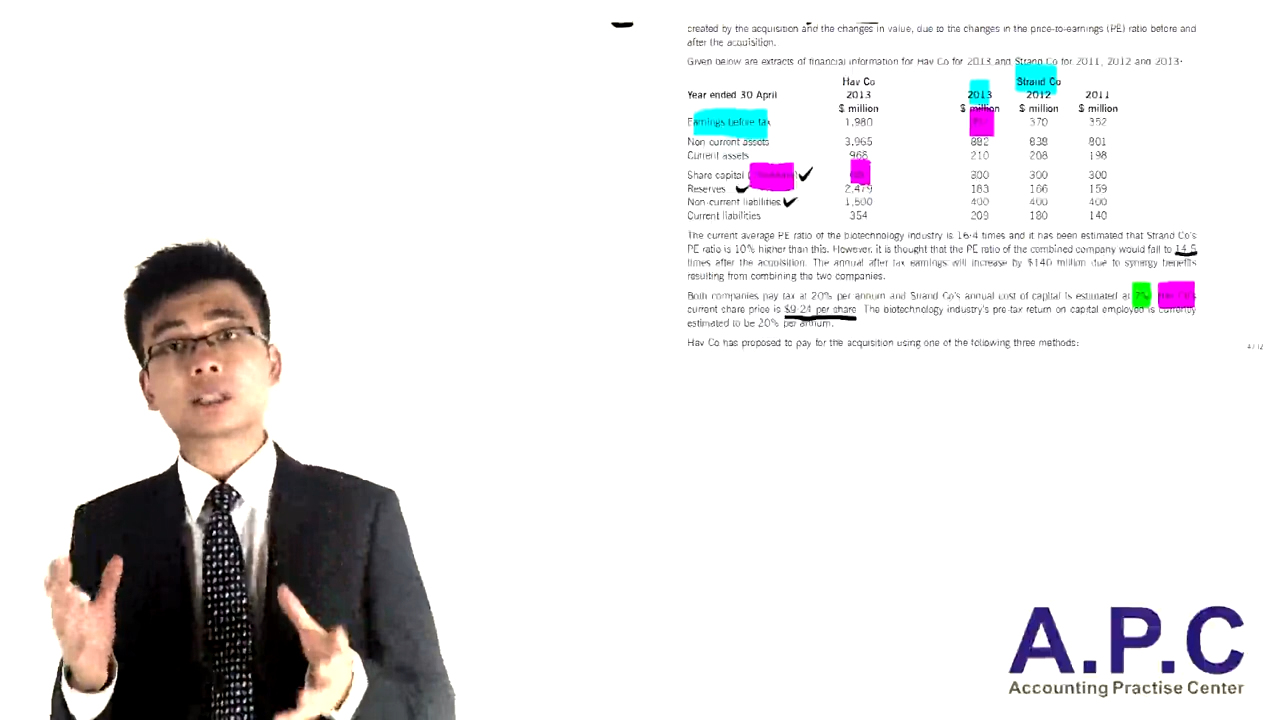 created by the acquisition and the changes in value, due to the changes in the price-to-earnings (PE) ratio before and
after the acquisition.
Given below are extracts of financial information for Hav Co for 2013 and Strand Co for 2011, 2012 and 2013:
Hav Co Strand Co
Year ended 30 April 2013 2013 2012 2011
$ million $ million $ million $ million
Earnings before tax 1,980 370 352
Non-current assets 3,965 882 838 801
Current assets 968 210 208 198
Share capital 300 300 300
Reserves 2,479 183 166 159
Non-current liabilities 1,500 400 400 400
Current liabilities 354 209 180 140
The current average PE ratio of the biotechnology industry is 16·4 times and it has been estimated that Strand Co's
PE ratio is 10% higher than this. However, it is thought that the PE ratio of the combined company would fall to 14·5
times after the acquisition. The annual after tax earnings will increase by $140 million due to synergy benefits
resulting from combining the two companies.
Both companies pay tax at 20% per annum and Strand Co's annual cost of capital is estimated at 7%
current share price is $9·24 per share. The biotechnology industry's pre-tax return on capital employed is currently
estimated to be 20% per annum.
Hav Co has proposed to pay for the acquisition using one of the following three methods:
A.P.C
Accounting Practise Center